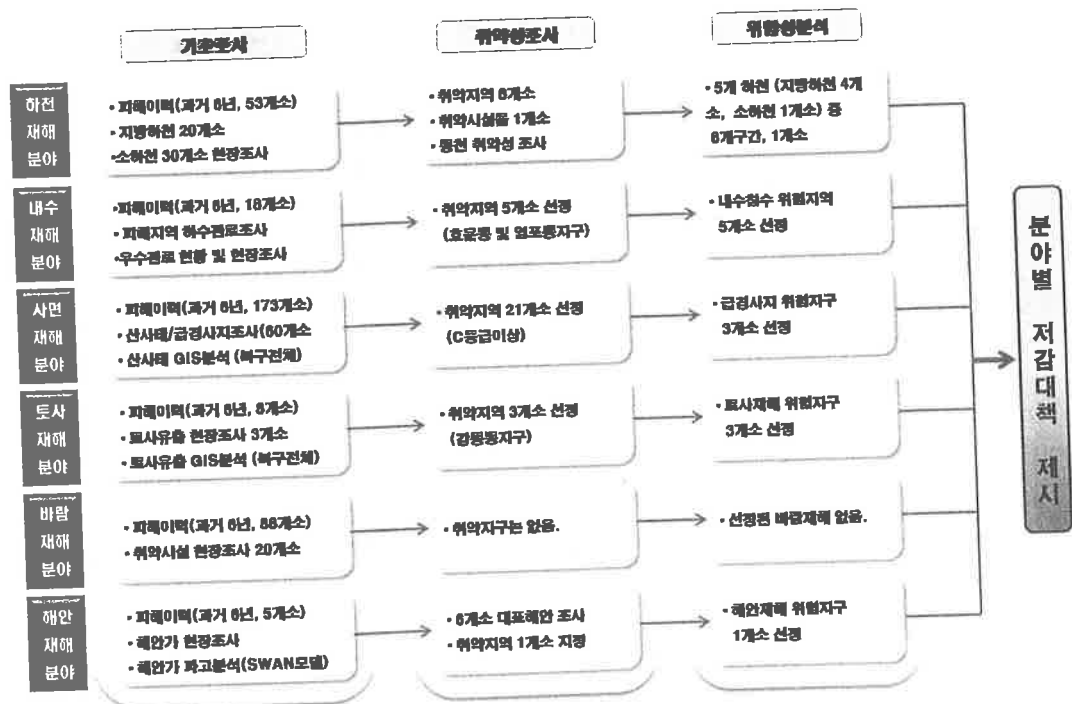 기초조사
취약성조사
위험성분석
하천
재해
분야
· 피해이력(과거 6년, 53개소)
· 지방하천 20개소
· 소하천 30개소 현장조사
· 취약지역 6개소
· 취약시설물 1개소
· 동천 취약성 조사
· 5개 하천 (지방하천 4개
소, 소하천 1개소) 중
6개구간, 1개소
내수
재해
분야
· 피해이력(과거 6년, 18개소)
· 피해지역 하수관로조사
· 우수관로 현황 및 현장조사
· 취약지역 5개소 선정
(효문동 및 염포동지구)
· 내수침수 위험지역
5개소 선정
사면
재해
분야
· 피해이력(과거 6년, 173개소)
· 산사태/급경사지조사(60개소
· 산사태 GIS분석 (북구전체)
· 취약지역 21개소 선정
(C등급이상)
· 급경사지 위험지구
3개소 선정
토사
재해
분야
· 피해이력(과거 6년, 8개소)
· 토사유출 현장조사 3개소
· 토사유출 GIS분석 (북구전체)
· 취약지역 3개소 선정
(강동동지구)
· 토사재해 위험지구
3개소 선정
바람
재해
분야
· 피해이력(과거 6년, 88개소)
· 취약시설 현장조사 20개소
· 취약지구는 없음.
· 선정된 바람재해 없음.
해안
재해
분야
· 피해이력(과거 6년, 5개소)
· 해안가 현장조사
· 해안가 파고분석(SWAN모델)
· 6개소 대표해안 조사
· 취약지역 1개소 지정
· 해안재해 위험지구
1개소 선정
분야별 저감대책 제시